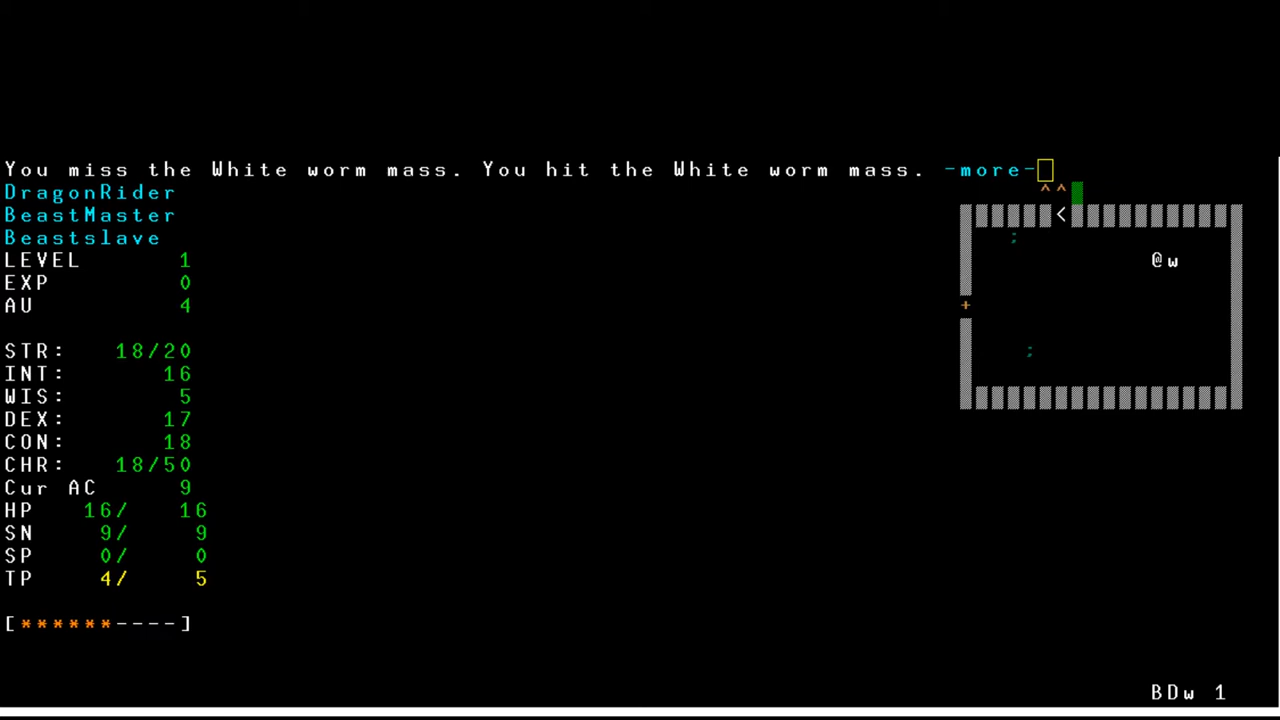 You miss the White worm mass. You hit the White worm mass. -more-
DragonRider ^^
BeastMaster <
Beastslave ;
LEVEL 1 @w
EXP 0
AU 4 +
STR: 18/20 ;
INT: 16
WIS: 5
DEX: 17
CON: 18
CHR: 18/50
Cur AC 9
HP 16/ 16
SN 9/ 9
SP 0/ 0
TP 4/ 5
[******----]
BDw 1